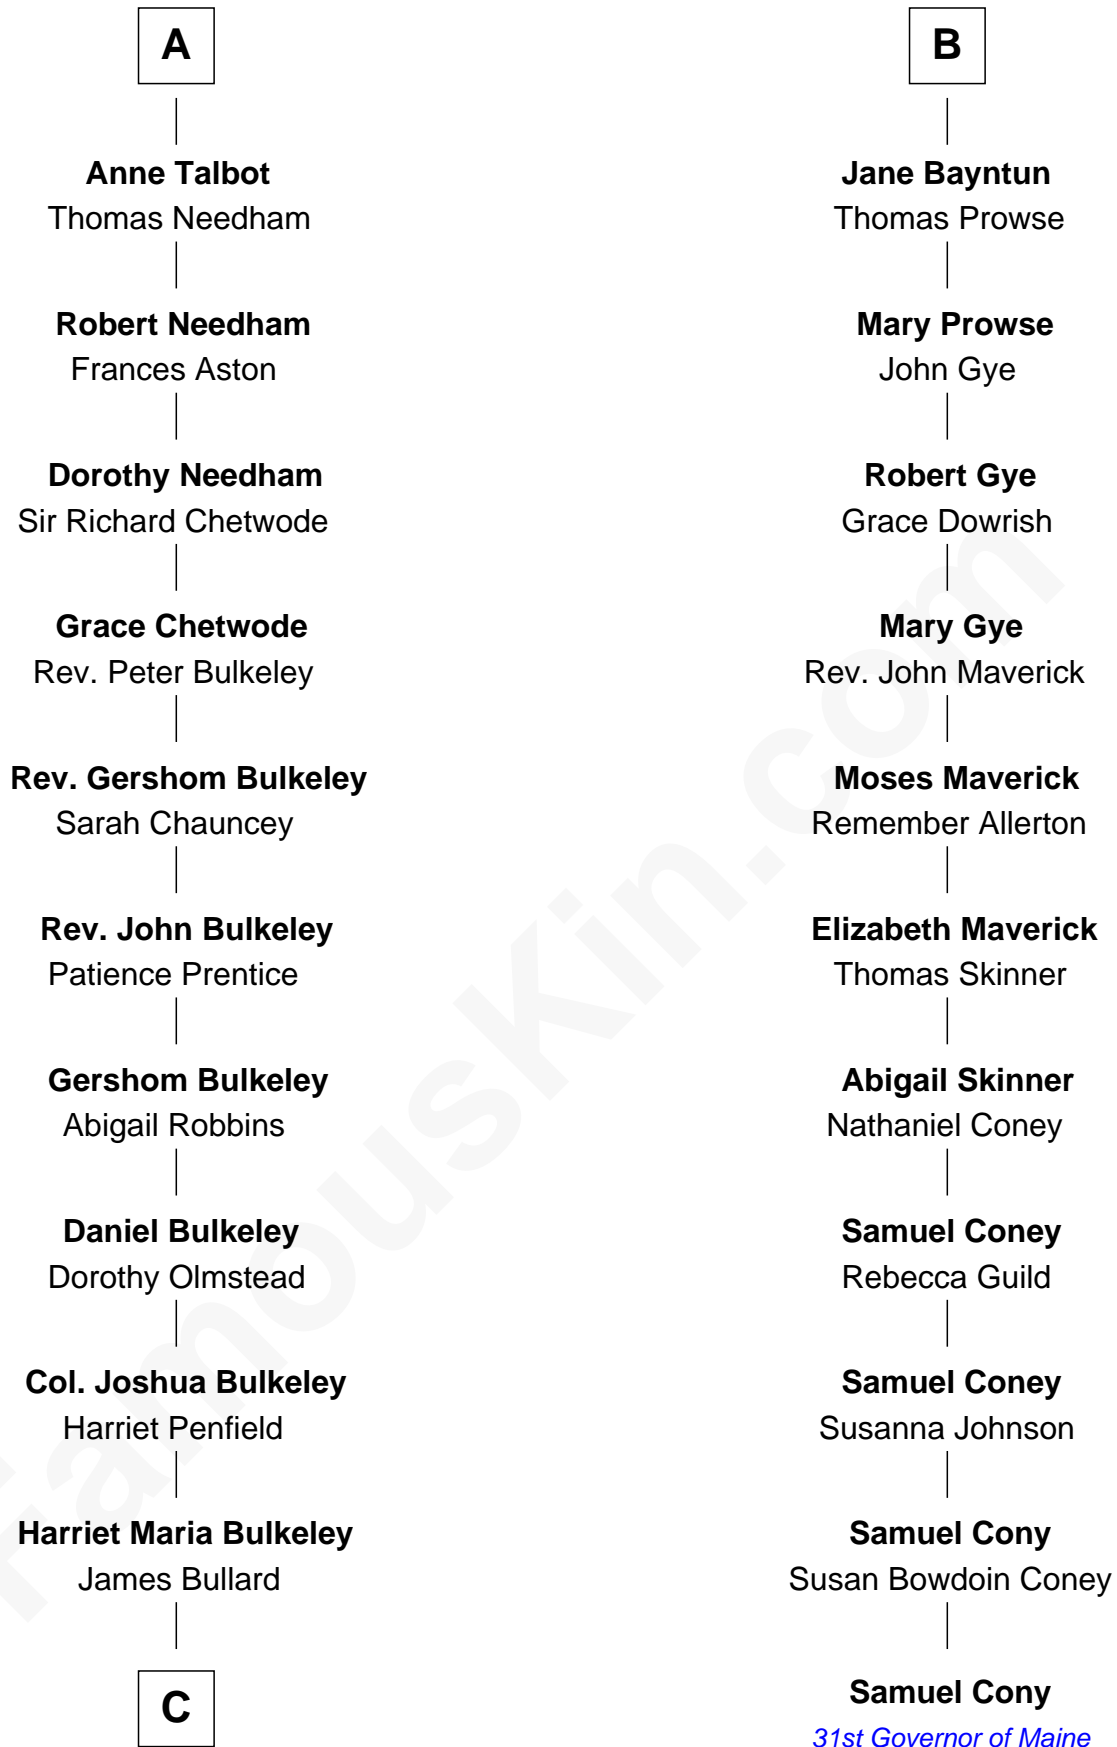 A
Anne Talbot
Thomas Needham
Robert Needham
Frances Aston
Dorothy Needham
Sir Richard Chetwode
Grace Chetwode
Rev. Peter Bulkeley
Rev. Gershom Bulkeley
Sarah Chauncey
Rev. John Bulkeley
Patience Prentice
Gershom Bulkeley
Abigail Robbins
Daniel Bulkeley
Dorothy Olmstead
Col. Joshua Bulkeley
Harriet Penfield
Harriet Maria Bulkeley
James Bullard
C
B
Jane Bayntun
Thomas Prowse
Mary Prowse
John Gye
Robert Gye
Grace Dowrish
Mary Gye
Rev. John Maverick
Moses Maverick
Remember Allerton
Elizabeth Maverick
Thomas Skinner
Abigail Skinner
Nathaniel Coney
Samuel Coney
Rebecca Guild
Samuel Coney
Susanna Johnson
Samuel Cony
Susan Bowdoin Coney
Samuel Cony
31st Governor of Maine
FamousKin.com